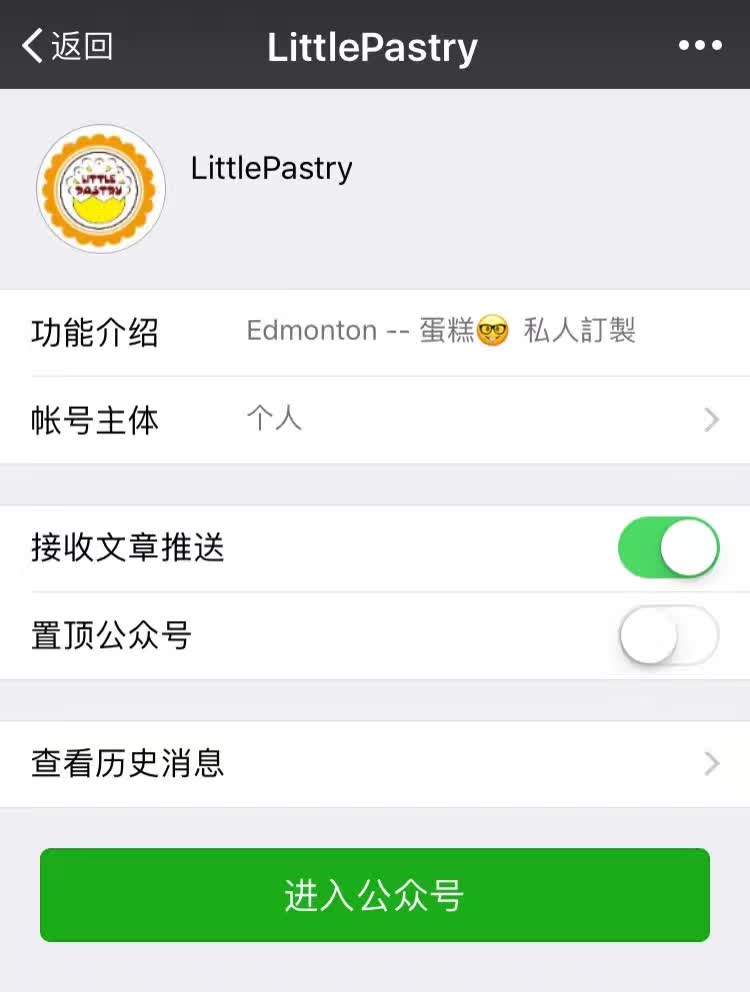 返回 LittlePastry
LITTLE
PASTRY
LittlePastry
功能介绍 Edmonton -- 蛋糕🤓 私人訂製
帐号主体 个人
接收文章推送
置顶公众号
查看历史消息
进入公众号